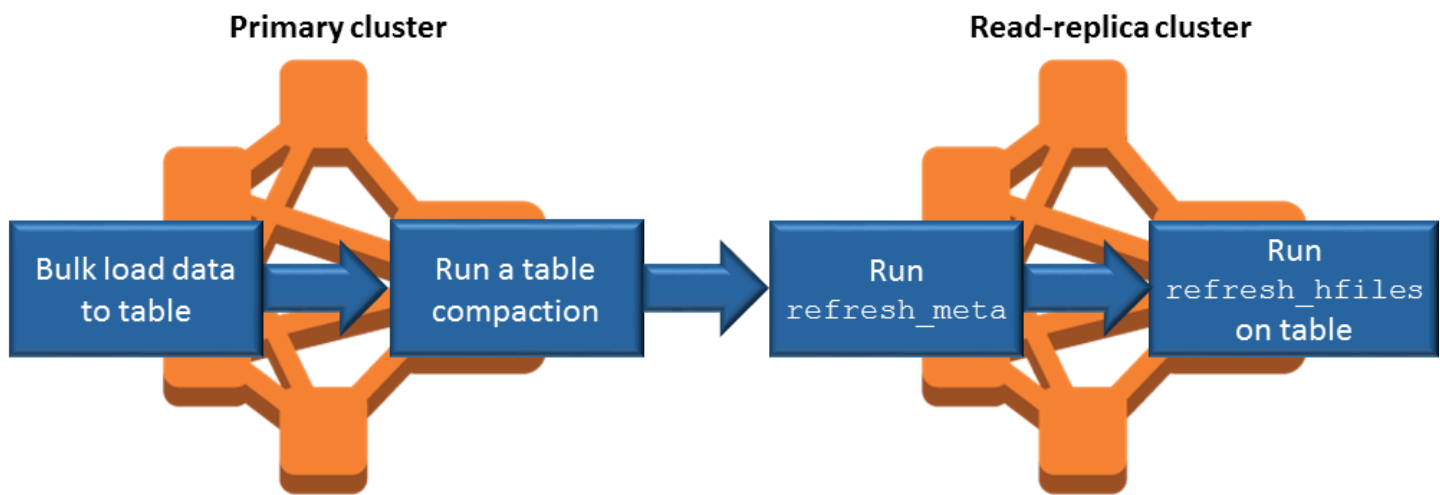 Primary cluster
Read-replica cluster
Bulk load data
to table
Run a table
compaction
Run
refresh_meta
Run
refresh_hfiles
on table